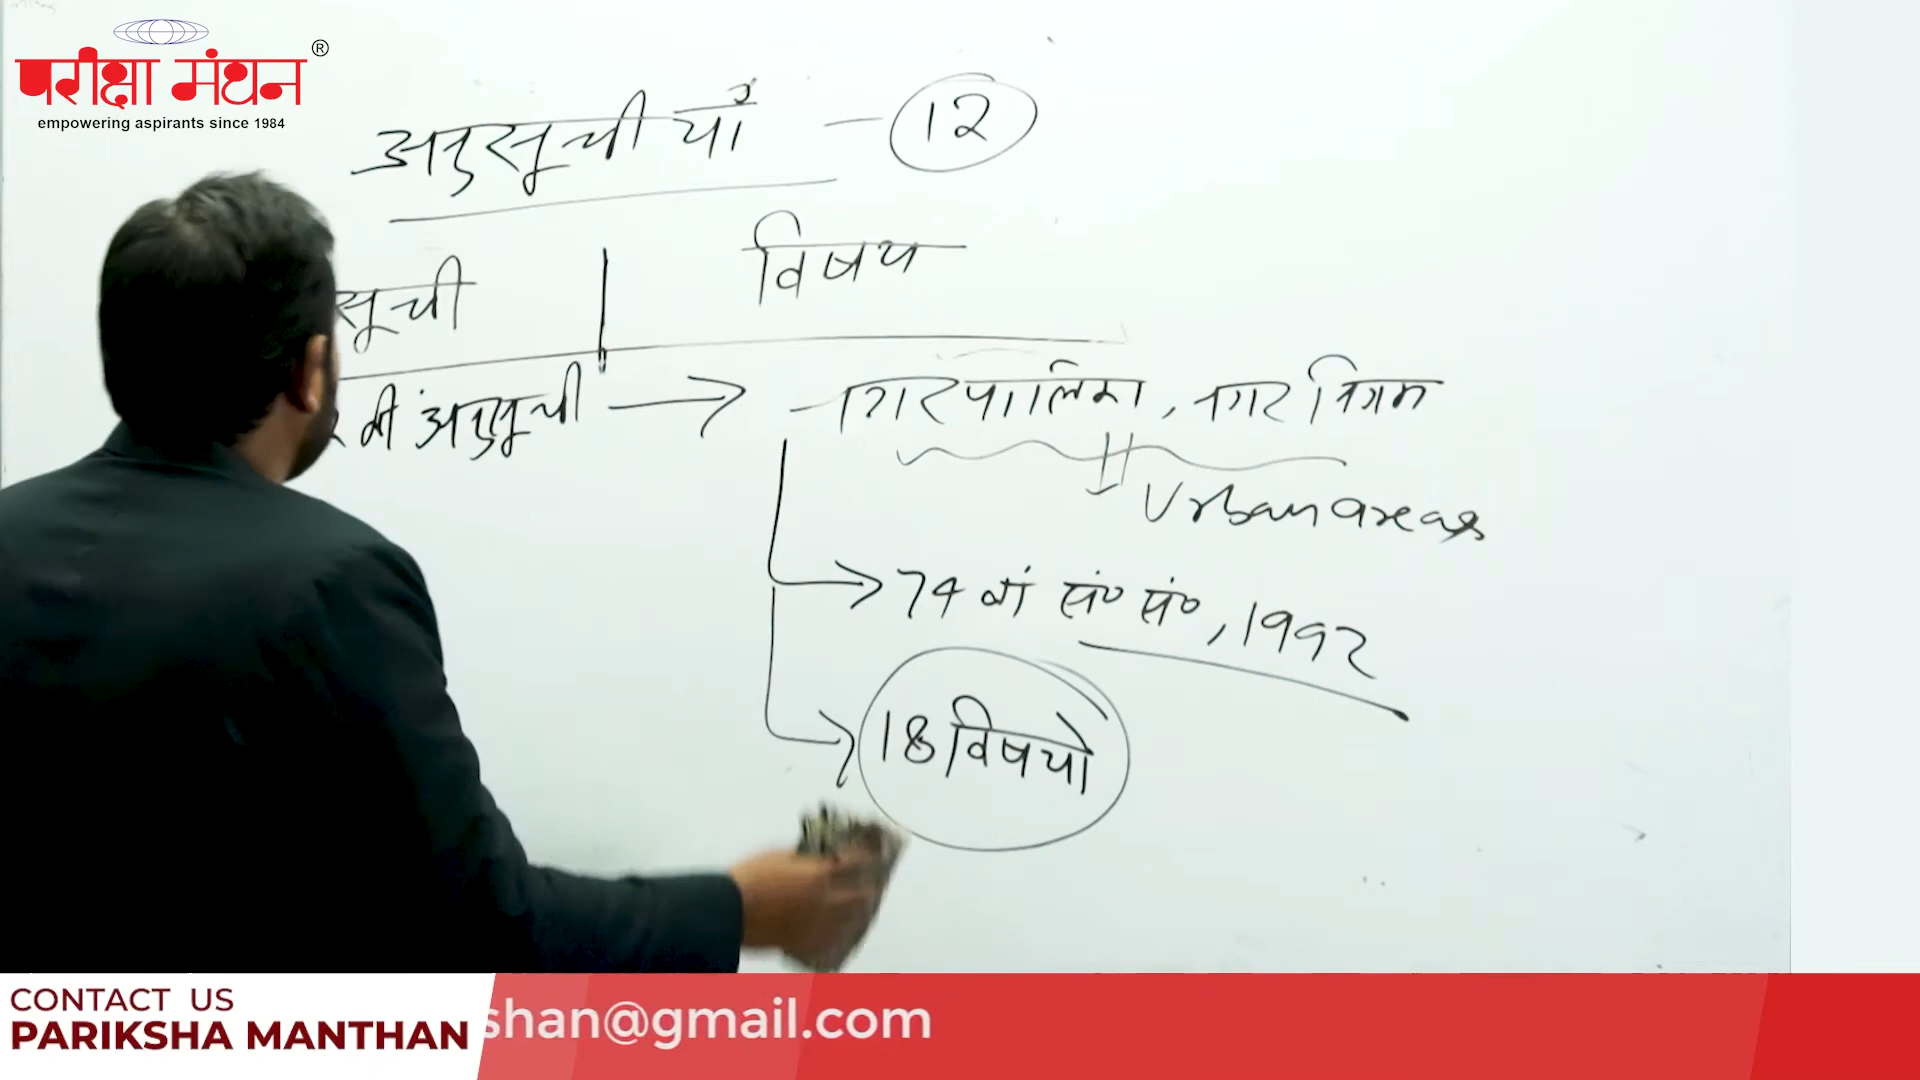 परीक्षा मंथन ®
empowering aspirants since 1984
अनुसूचीयाँ — 12
सूची | विषय
वी अनुसूची → नगरपालिका, नगर निगम
Urban areas
→ 74 वां सं० सं०, 1992
→ 18 विषयो
CONTACT US
PARIKSHA MANTHAN
shan@gmail.com